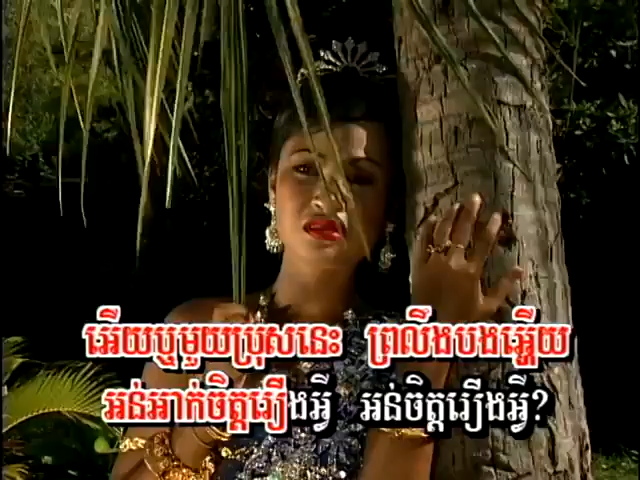 អើយឬមួយប្រុសនេះ ព្រលឹងបងអ្ហើយ
អន់អាក់ចិត្តរឿងអ្វី អន់ចិត្តរឿងអ្វី?